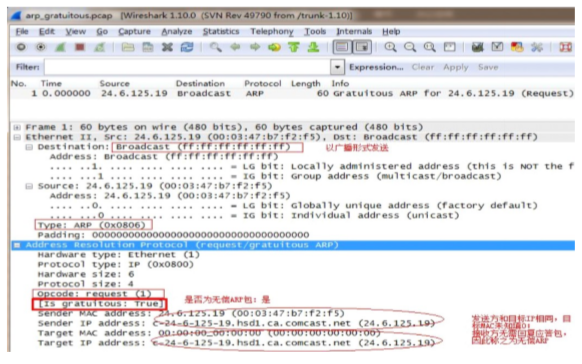 arp_gratuitous.pcap [Wireshark 1.10.0 (SVN Rev 49790 from /trunk-1.10)]
File Edit View Go Capture Analyze Statistics Telephony Tools Internals Help
Filter: Expression... Clear Apply Save
No. Time Source Destination Protocol Length Info
1 0.000000 24.6.125.19 Broadcast ARP 60 Gratuitous ARP for 24.6.125.19 (Request)
Frame 1: 60 bytes on wire (480 bits), 60 bytes captured (480 bits)
Ethernet II, Src: 24.6.125.19 (00:03:47:b7:f2:f5), Dst: Broadcast (ff:ff:ff:ff:ff:ff)
Destination: Broadcast (ff:ff:ff:ff:ff:ff) 以广播形式发送
Address: Broadcast (ff:ff:ff:ff:ff:ff)
.... ..1. .... .... .... .... = LG bit: Locally administered address (this is NOT the f
.... ...1 .... .... .... .... = IG bit: Group address (multicast/broadcast)
Source: 24.6.125.19 (00:03:47:b7:f2:f5)
Address: 24.6.125.19 (00:03:47:b7:f2:f5)
.... ..0. .... .... .... .... = LG bit: Globally unique address (factory default)
.... ...0 .... .... .... .... = IG bit: Individual address (unicast)
Type: ARP (0x0806)
Padding: 000000000000000000000000000000000000
Address Resolution Protocol (request/gratuitous ARP)
Hardware type: Ethernet (1)
Protocol type: IP (0x0800)
Hardware size: 6
Protocol size: 4
Opcode: request (1)
[Is gratuitous: True] 是否为无偿ARP包：是
Sender MAC address: 24.6.125.19 (00:03:47:b7:f2:f5)
Sender IP address: c-24-6-125-19.hsd1.ca.comcast.net (24.6.125.19)
Target MAC address: 00:00:00_00:00:00 (00:00:00:00:00:00)
Target IP address: c-24-6-125-19.hsd1.ca.comcast.net (24.6.125.19)
发送方和目标IP相同，目
标MAC未知填0；
接收方无需回复应答包，
因此称之为无偿ARP